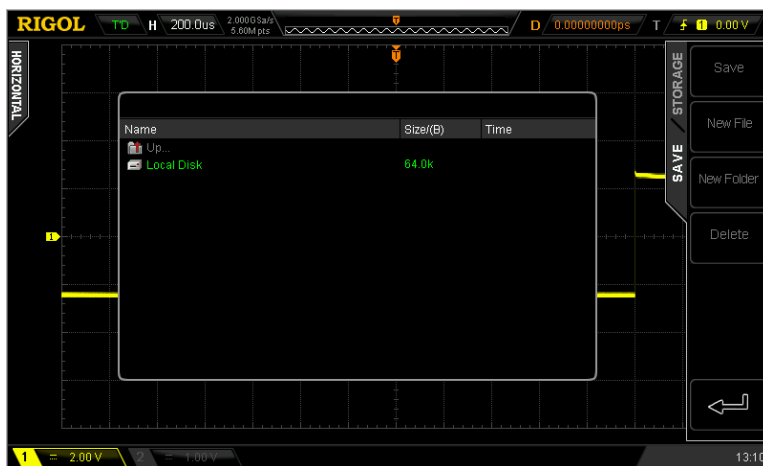 RIGOL T'D H 200.0us 2.000GSa/s 5.60Mpts T D 0.00000000ps T 1 0.00 V
HORIZONTAL
T
STORAGE
SAVE
Save
New File
New Folder
Delete
Name Size/(B) Time
Up...
Local Disk 64.0k
1
1 = 2.00 V 2 = 1.00 V 13:10